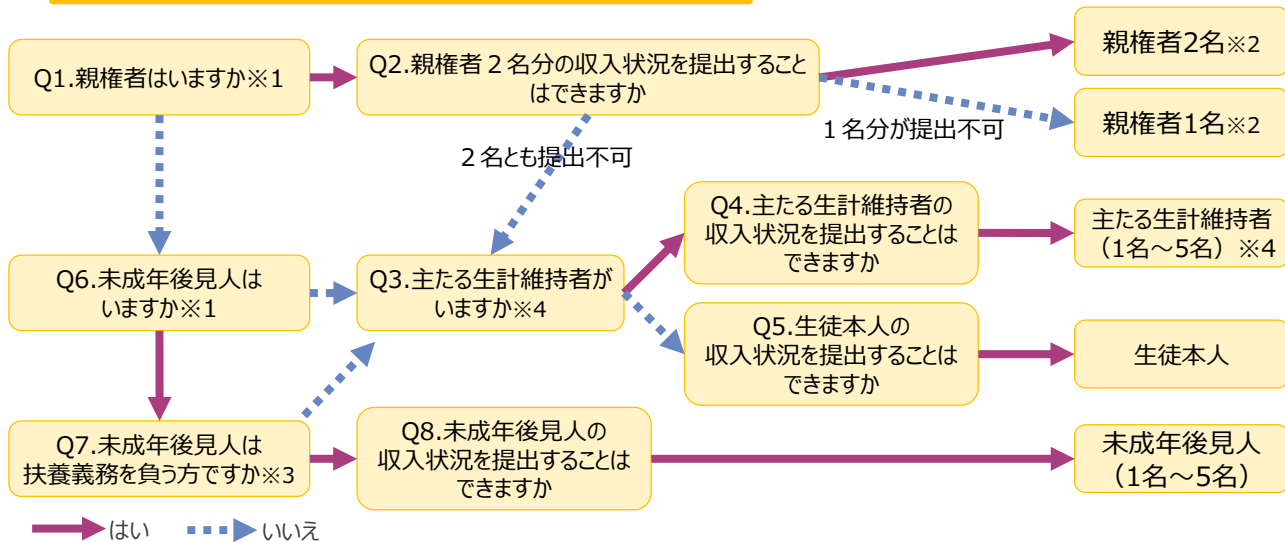 Q1.親権者はいますか※1
Q2.親権者２名分の収入状況を提出すること
はできますか
親権者2名※2
親権者1名※2
１名分が提出不可
２名とも提出不可
Q4.主たる生計維持者の
収入状況を提出することは
できますか
主たる生計維持者
（1名～5名）※4
Q6.未成年後見人は
いますか※1
Q3.主たる生計維持者が
いますか※4
Q5.生徒本人の
収入状況を提出することは
できますか
生徒本人
Q7.未成年後見人は
扶養義務を負う方ですか※3
Q8.未成年後見人の
収入状況を提出することは
できますか
未成年後見人
（1名～5名）
はい
いいえ